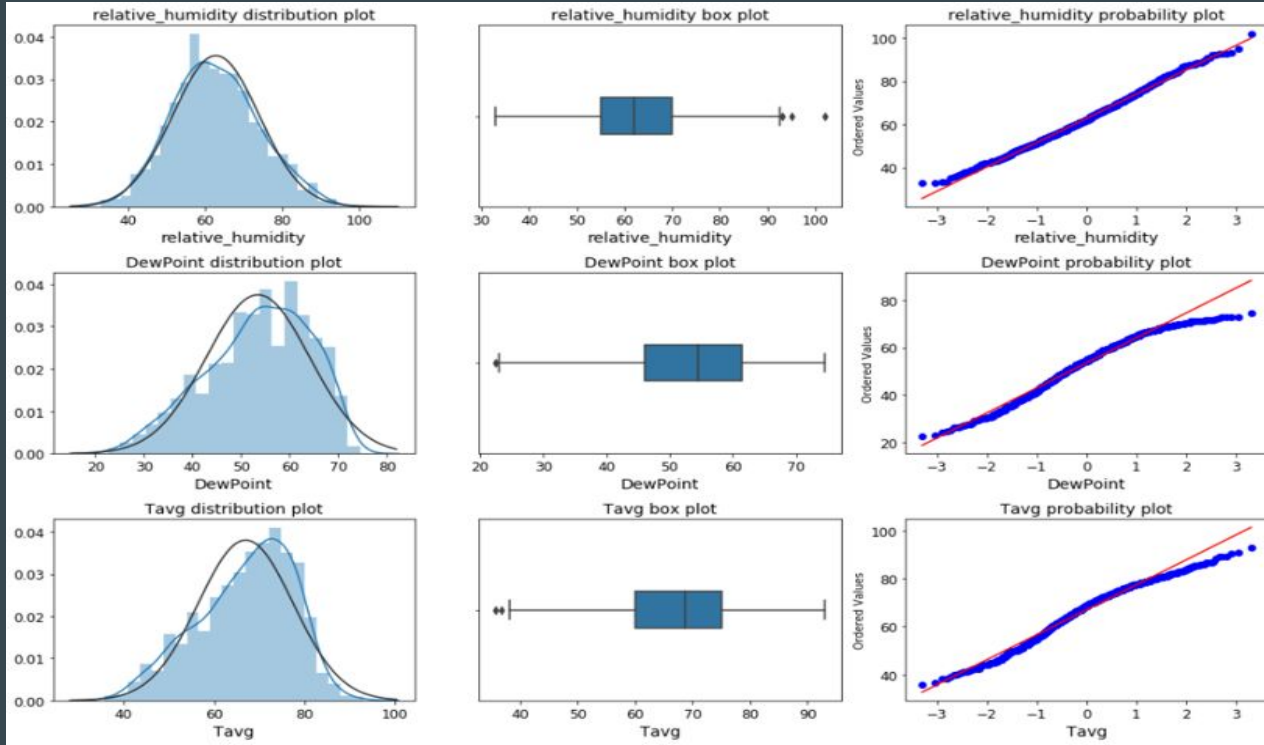 relative_humidity distribution plot
relative_humidity box plot
relative_humidity probability plot
0.04
0.03
0.02
0.01
0.00
40 60 80 100
relative_humidity
30 40 50 60 70 80 90 100
relative_humidity
Ordered Values
100
80
60
40
−3 −2 −1 0 1 2 3
relative_humidity
DewPoint distribution plot
DewPoint box plot
DewPoint probability plot
0.04
0.03
0.02
0.01
0.00
20 30 40 50 60 70 80
DewPoint
20 30 40 50 60 70
DewPoint
Ordered Values
80
60
40
20
−3 −2 −1 0 1 2 3
DewPoint
Tavg distribution plot
Tavg box plot
Tavg probability plot
0.04
0.03
0.02
0.01
0.00
40 60 80 100
Tavg
40 50 60 70 80 90
Tavg
Ordered Values
100
80
60
40
−3 −2 −1 0 1 2 3
Tavg